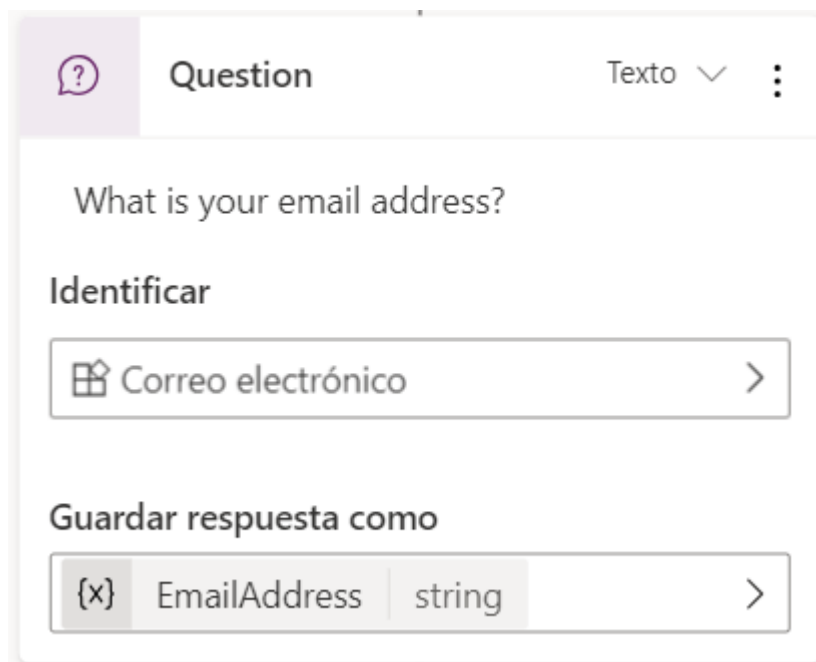 Question Texto
What is your email address?
Identificar
Correo electrónico
Guardar respuesta como
{x} EmailAddress string